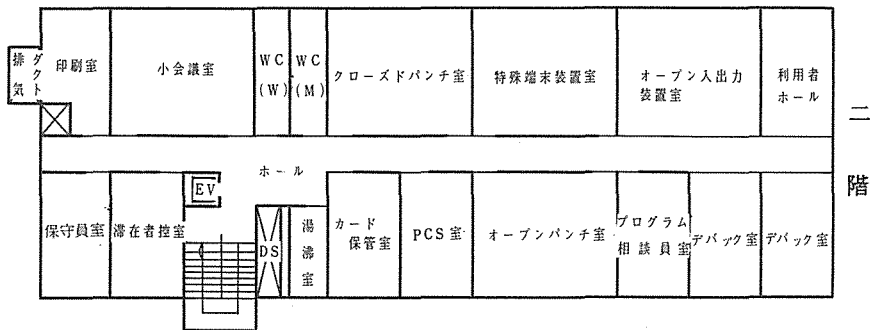 排気
ダクト
印刷室
小会議室
WC
(W)
WC
(M)
クローズドパンチ室
特殊端末装置室
オープン入出力
装置室
利用者
ホール
二階
ホール
EV
保守員室
滞在者控室
DS
湯沸室
カード
保管室
PCS室
オープンパンチ室
プログラム
相談員室
デバック室
デバック室